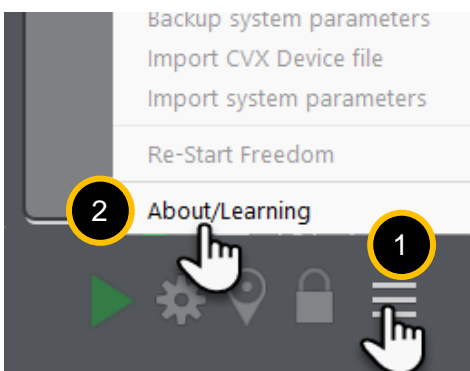 Backup system parameters
Import CVX Device file
Import system parameters
Re-Start Freedom
2
About/Learning
1